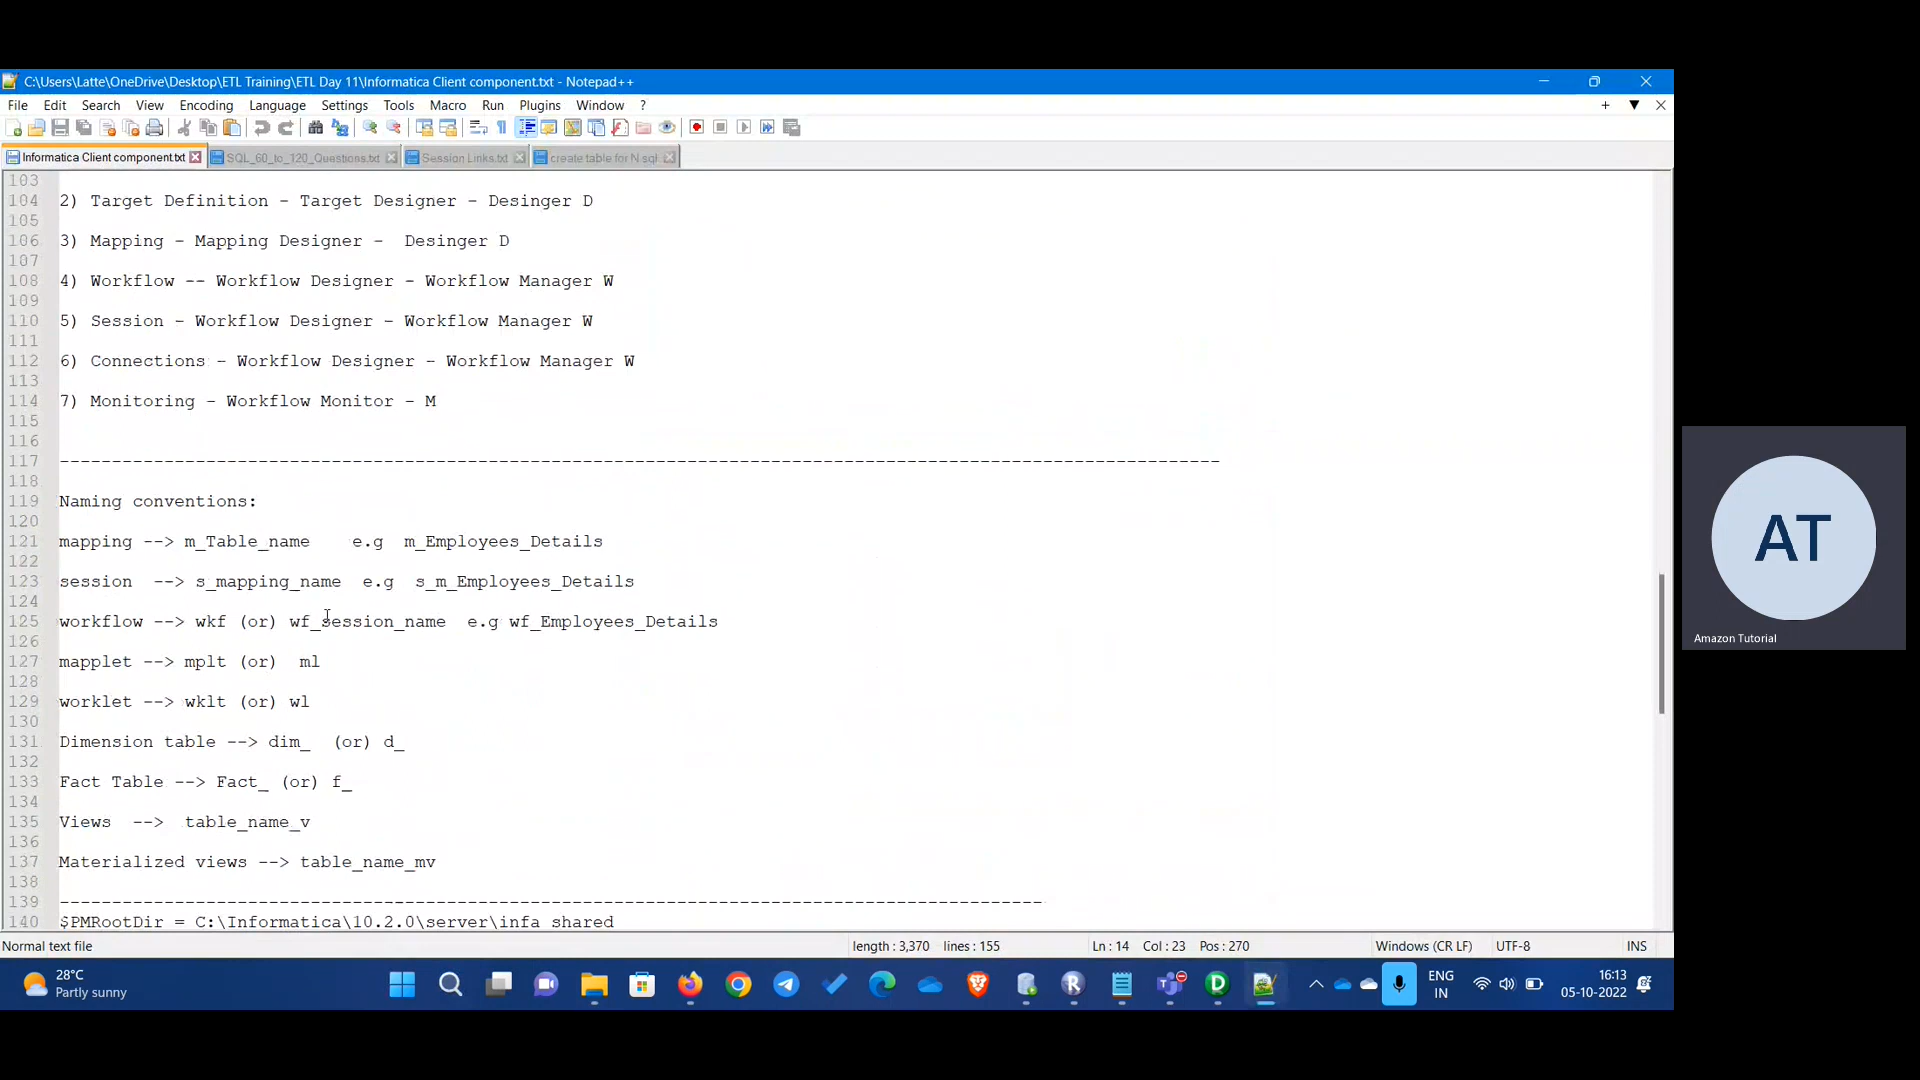 C:\Users\Latte\OneDrive\Desktop\ETL Training\ETL Day 11\Informatica Client component.txt - Notepad++
File Edit Search View Encoding Language Settings Tools Macro Run Plugins Window ?
Informatica Client component.txt SQL_60_to_120_Questions.txt Session Links.txt create table for N sql
103
104 2) Target Definition - Target Designer - Desinger D
105
106 3) Mapping - Mapping Designer -  Desinger D
107
108 4) Workflow -- Workflow Designer - Workflow Manager W
109
110 5) Session - Workflow Designer - Workflow Manager W
111
112 6) Connections - Workflow Designer - Workflow Manager W
113
114 7) Monitoring - Workflow Monitor - M
115
116
117 ---------------------------------------------------------------------------------------------------------------
118
119 Naming conventions:
120
121 mapping --> m_Table_name    e.g  m_Employees_Details
122
123 session  --> s_mapping_name  e.g  s_m_Employees_Details
124
125 workflow --> wkf (or) wf_session_name  e.g wf_Employees_Details
126
127 mapplet --> mplt (or)  ml
128
129 worklet --> wklt (or) wl
130
131 Dimension table --> dim_  (or) d_
132
133 Fact Table --> Fact_ (or) f_
134
135 Views  -->  table_name_v
136
137 Materialized views --> table_name_mv
138
139 ----------------------------------------------------------------------------------------------
140 $PMRootDir = C:\Informatica\10.2.0\server\infa shared
Normal text file length : 3,370 lines : 155 Ln : 14 Col : 23 Pos : 270 Windows (CR LF) UTF-8 INS
28°C
Partly sunny
ENG
IN
16:13
05-10-2022
AT
Amazon Tutorial